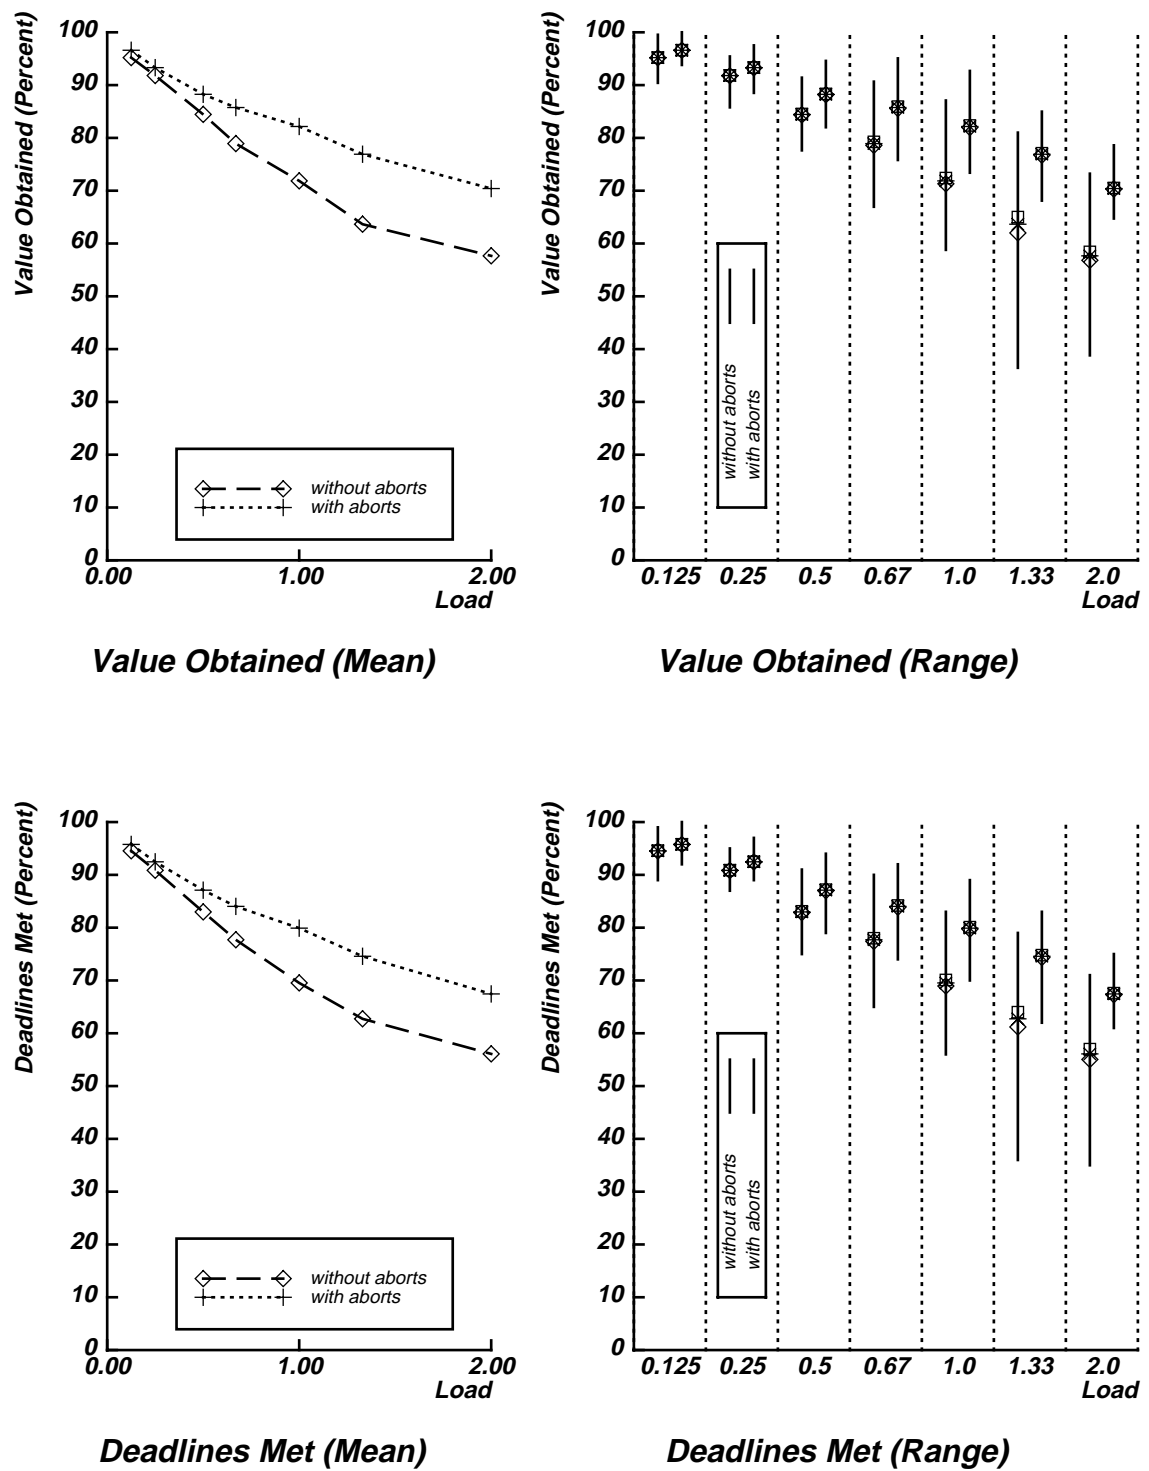 Value Obtained (Percent)
100
90
80
70
60
50
40
30
20
10
0
without aborts
with aborts
0.00 1.00 2.00
Load
Value Obtained (Mean)
Value Obtained (Percent)
100
90
80
70
60
50
40
30
20
10
0
without aborts
with aborts
0.125 0.25 0.5 0.67 1.0 1.33 2.0
Load
Value Obtained (Range)
Deadlines Met (Percent)
100
90
80
70
60
50
40
30
20
10
0
without aborts
with aborts
0.00 1.00 2.00
Load
Deadlines Met (Mean)
Deadlines Met (Percent)
100
90
80
70
60
50
40
30
20
10
0
without aborts
with aborts
0.125 0.25 0.5 0.67 1.0 1.33 2.0
Load
Deadlines Met (Range)